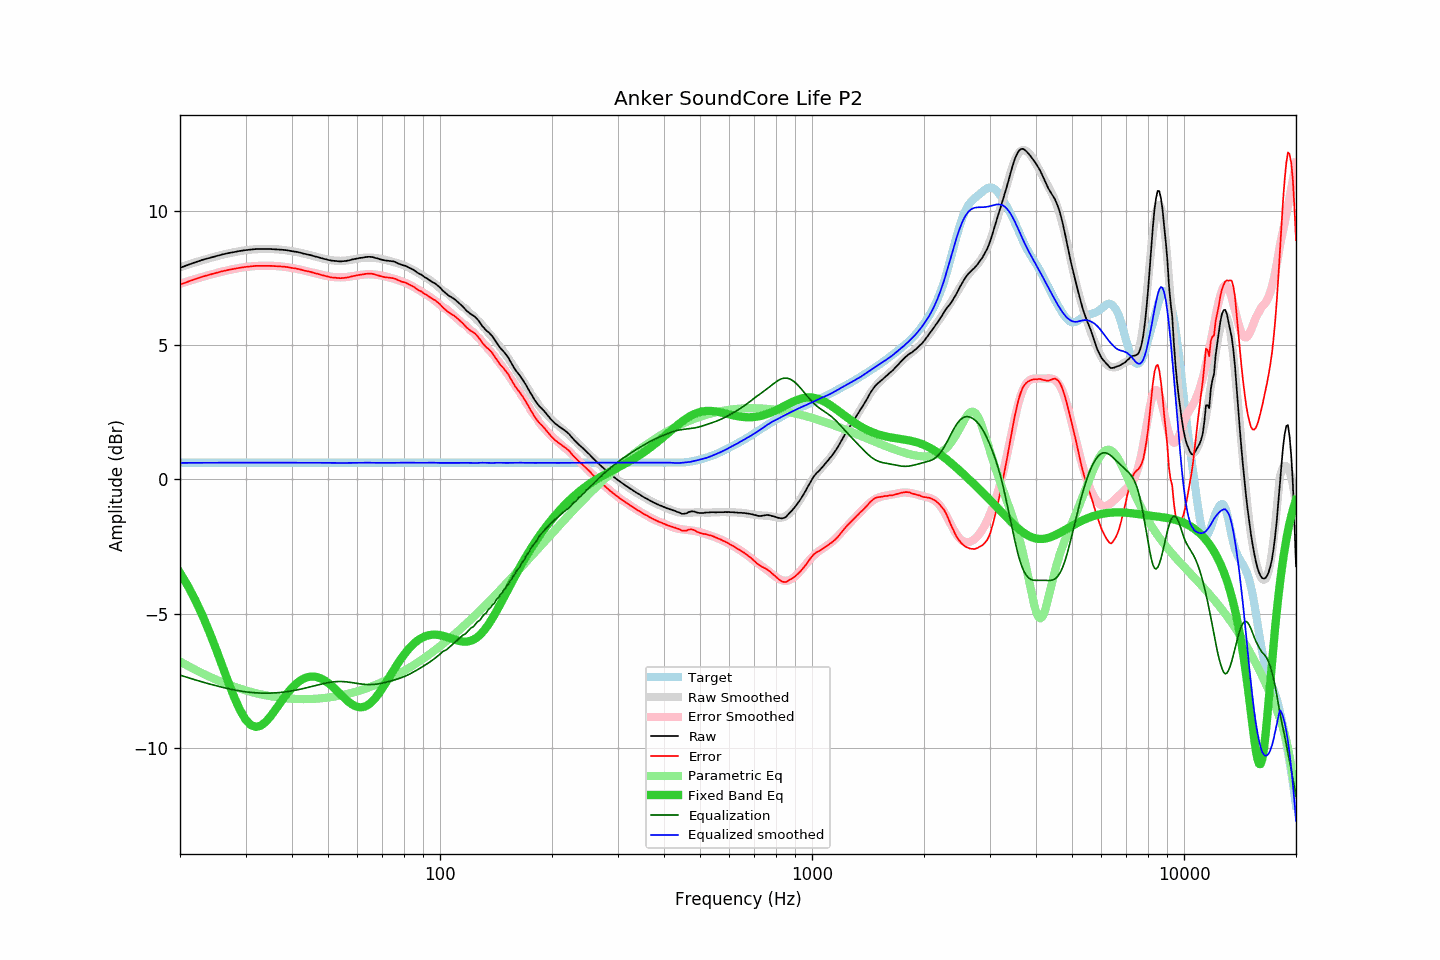 Anker SoundCore Life P2
Amplitude (dBr)
10
5
0
−5
−10
Target
Raw Smoothed
Error Smoothed
Raw
Error
Parametric Eq
Fixed Band Eq
Equalization
Equalized smoothed
100
1000
10000
Frequency (Hz)